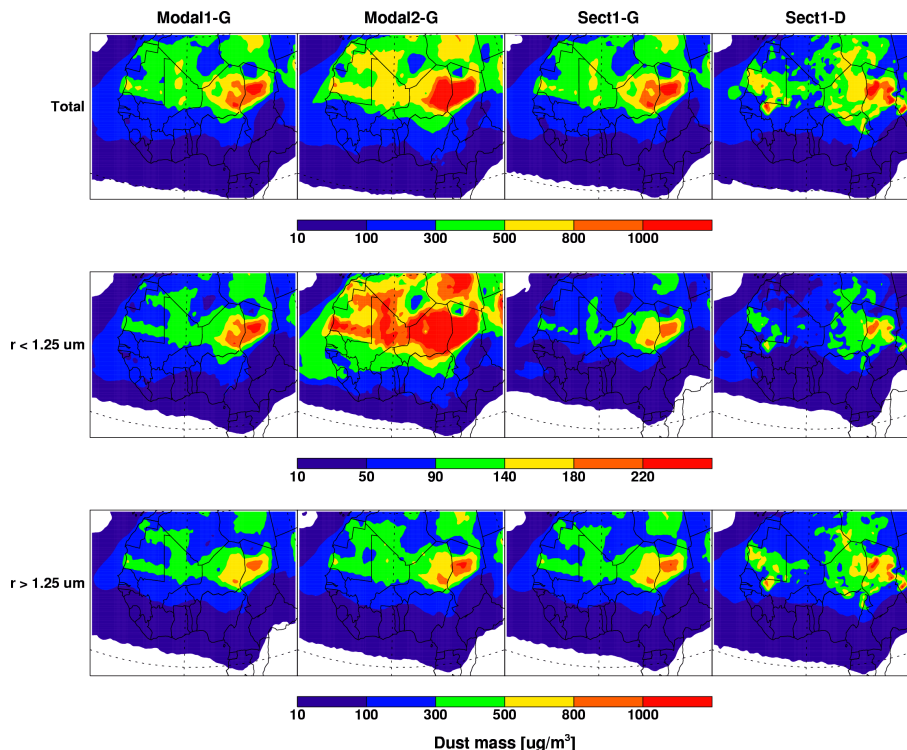 Modal1-G Modal2-G Sect1-G Sect1-D
Total
10 100 300 500 800 1000
r < 1.25 um
10 50 90 140 180 220
r > 1.25 um
10 100 300 500 800 1000
Dust mass [ug/m³]